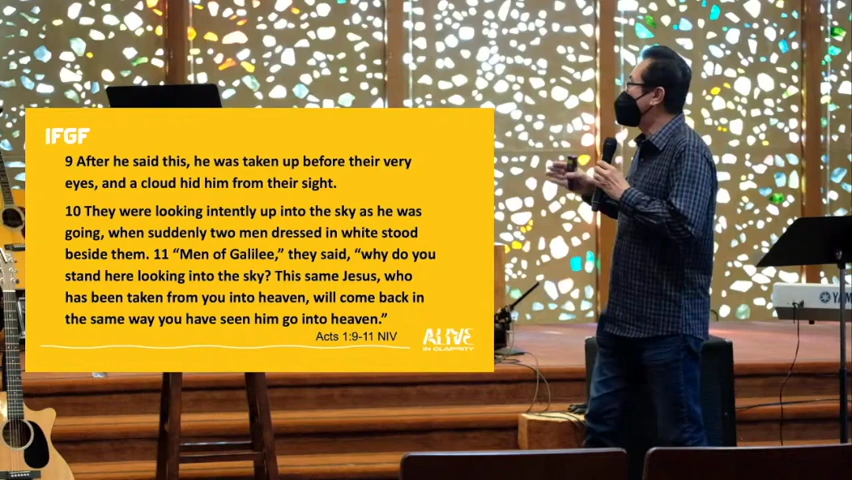 IFGF
9 After he said this, he was taken up before their very
eyes, and a cloud hid him from their sight.
10 They were looking intently up into the sky as he was
going, when suddenly two men dressed in white stood
beside them. 11 “Men of Galilee,” they said, “why do you
stand here looking into the sky? This same Jesus, who
has been taken from you into heaven, will come back in
the same way you have seen him go into heaven.”
Acts 1:9-11 NIV
ALIVE